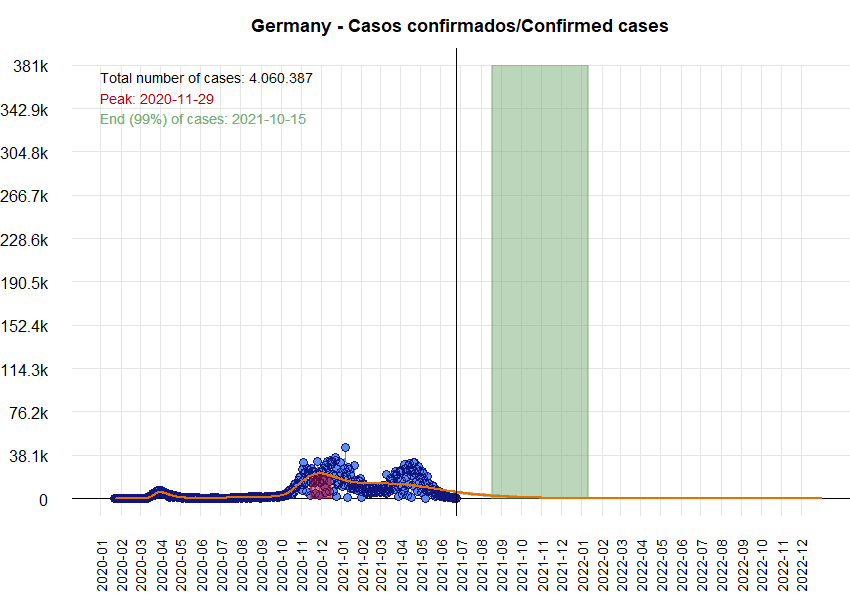 Germany - Casos confirmados/Confirmed cases
381k
Total number of cases: 4.060.387
Peak: 2020-11-29
342.9k
End (99%) of cases: 2021-10-15
304.8k
266.7k
228.6k
190.5k
152.4k
114.3k
76.2k
38.1k
0
2020-01
2020-02
2020-03
2020-04
2020-05
2020-06
2020-07
2020-08
2020-09
2020-10
2020-11
2020-12
2021-01
2021-02
2021-03
2021-04
2021-05
2021-06
2021-07
2021-08
2021-09
2021-10
2021-11
2021-12
2022-01
2022-02
2022-03
2022-04
2022-05
2022-06
2022-07
2022-08
2022-09
2022-10
2022-11
2022-12